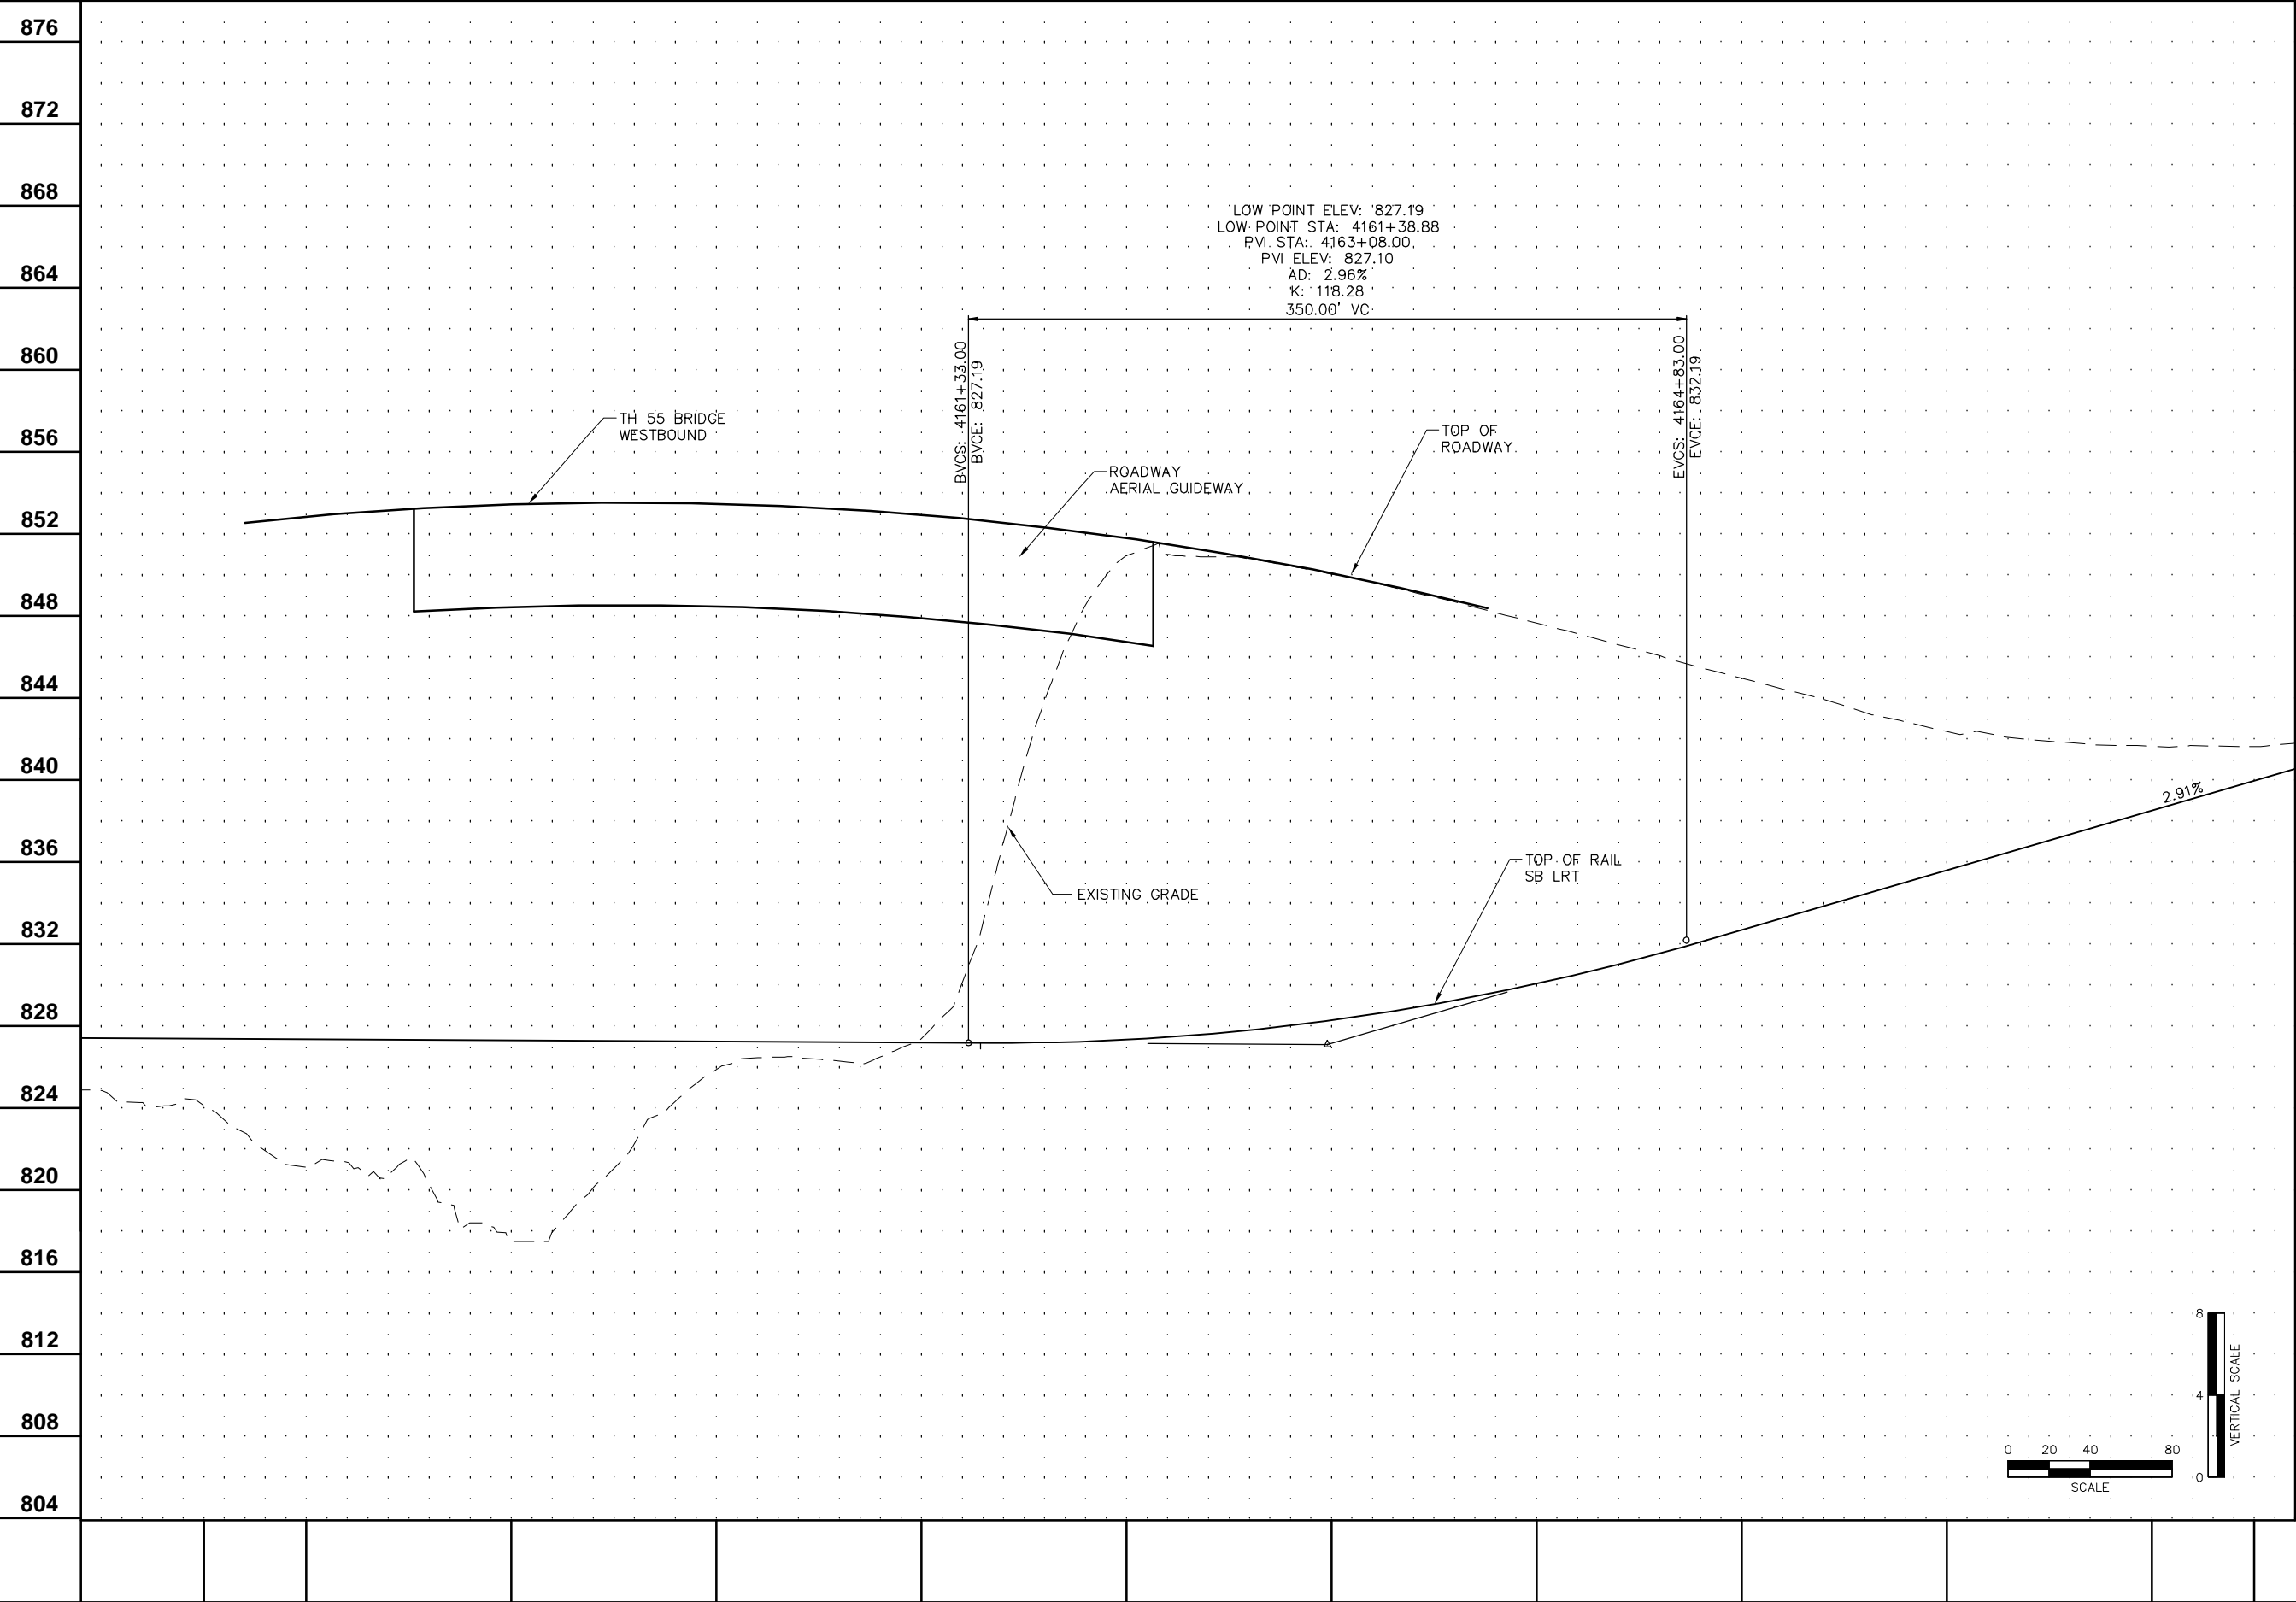 876
872
868
864
860
856
852
848
844
840
836
832
828
824
820
816
812
808
804
LOW POINT ELEV: 827.19
LOW POINT STA: 4161+38.88
PVI STA: 4163+08.00
PVI ELEV: 827.10
AD: 2.96%
K: 118.28
350.00' VC
BVCS: 4161+33.00
BVCE: 827.19
EVCS: 4164+83.00
EVCE: 832.19
TH 55 BRIDGE
WESTBOUND
ROADWAY
AERIAL GUIDEWAY
TOP OF
ROADWAY
2.91%
TOP OF RAIL
SB LRT
EXISTING GRADE
8
4
0
VERTICAL SCALE
0 20 40 80
SCALE